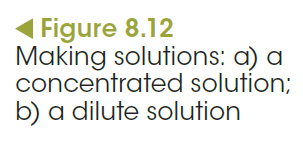 ◀ Figure 8.12
Making solutions: a) a
concentrated solution;
b) a dilute solution